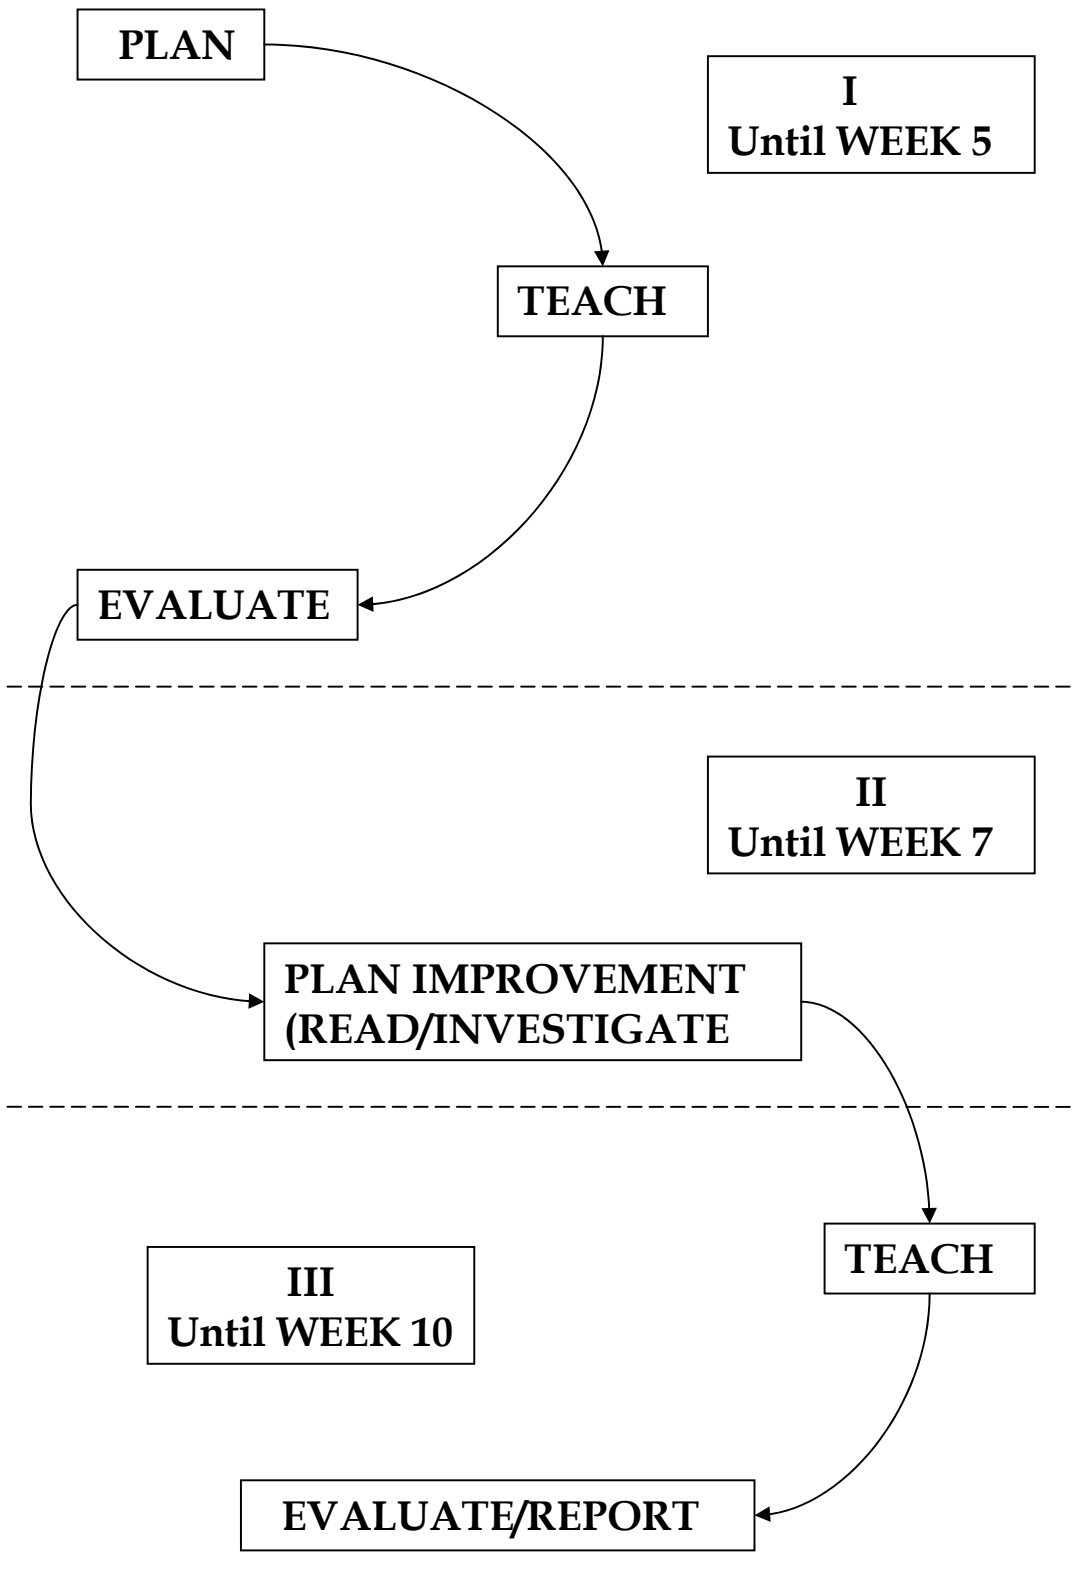 PLAN
I
Until WEEK 5
TEACH
EVALUATE
II
Until WEEK 7
PLAN IMPROVEMENT
(READ/INVESTIGATE
TEACH
III
Until WEEK 10
EVALUATE/REPORT